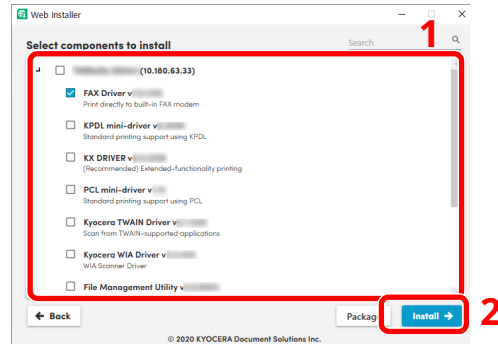 Web Installer
1
Select components to install
Search
(10.180.63.33)
FAX Driver v
Print directly to built-in FAX modem
KPDL mini-driver v
Standard printing support using KPDL
KX DRIVER v
(Recommended) Extended-functionality printing
PCL mini-driver v
Standard printing support using PCL
Kyocera TWAIN Driver v
Scan from TWAIN-supported applications
Kyocera WIA Driver v
WIA Scanner Driver
File Management Utility v
Back
Packag
Install
2
© 2020 KYOCERA Document Solutions Inc.